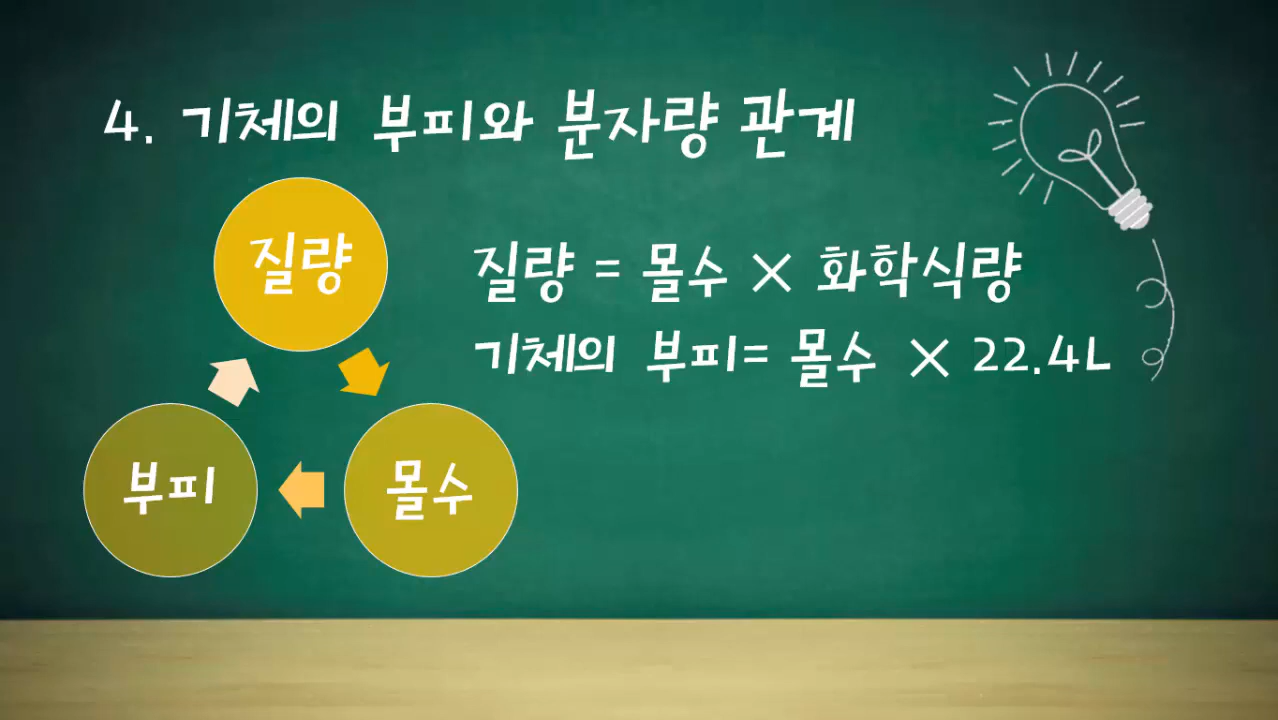 4. 기체의 부피와 분자량 관계
질량
몰수
부피
질량 = 몰수 × 화학식량
기체의 부피= 몰수 × 22.4L